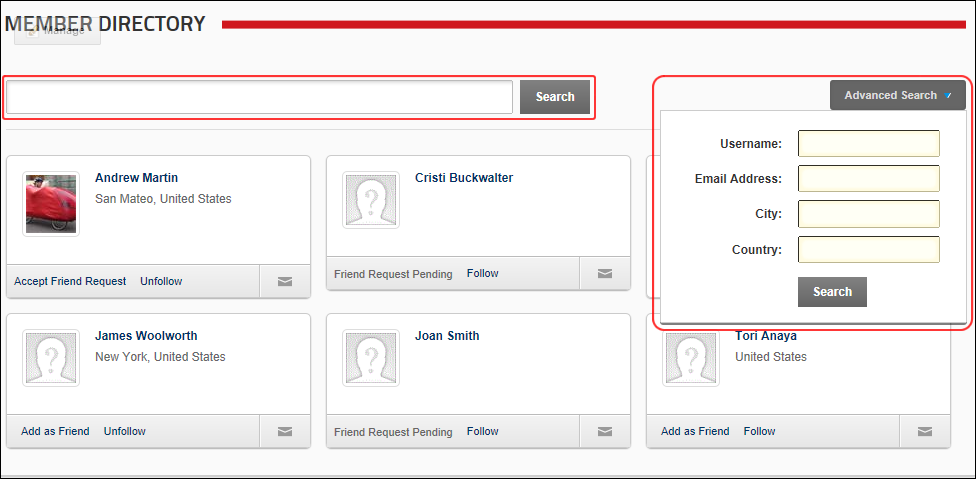 MEMBER DIRECTORY
Manage
Search
Advanced Search
Username:
Email Address:
City:
Country:
Search
Andrew Martin
San Mateo, United States
Accept Friend Request Unfollow
Cristi Buckwalter
Friend Request Pending Follow
James Woolworth
New York, United States
Add as Friend Unfollow
Joan Smith
Friend Request Pending Follow
Tori Anaya
United States
Add as Friend Follow